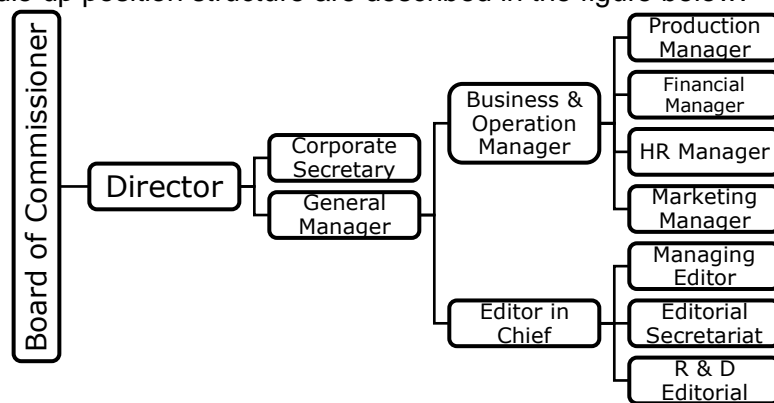 position structure are described in the figure below:
Board of Commissioner
Director
Corporate
Secretary
General
Manager
Business &
Operation
Manager
Editor in
Chief
Production
Manager
Financial
Manager
HR Manager
Marketing
Manager
Managing
Editor
Editorial
Secretariat
R & D
Editorial